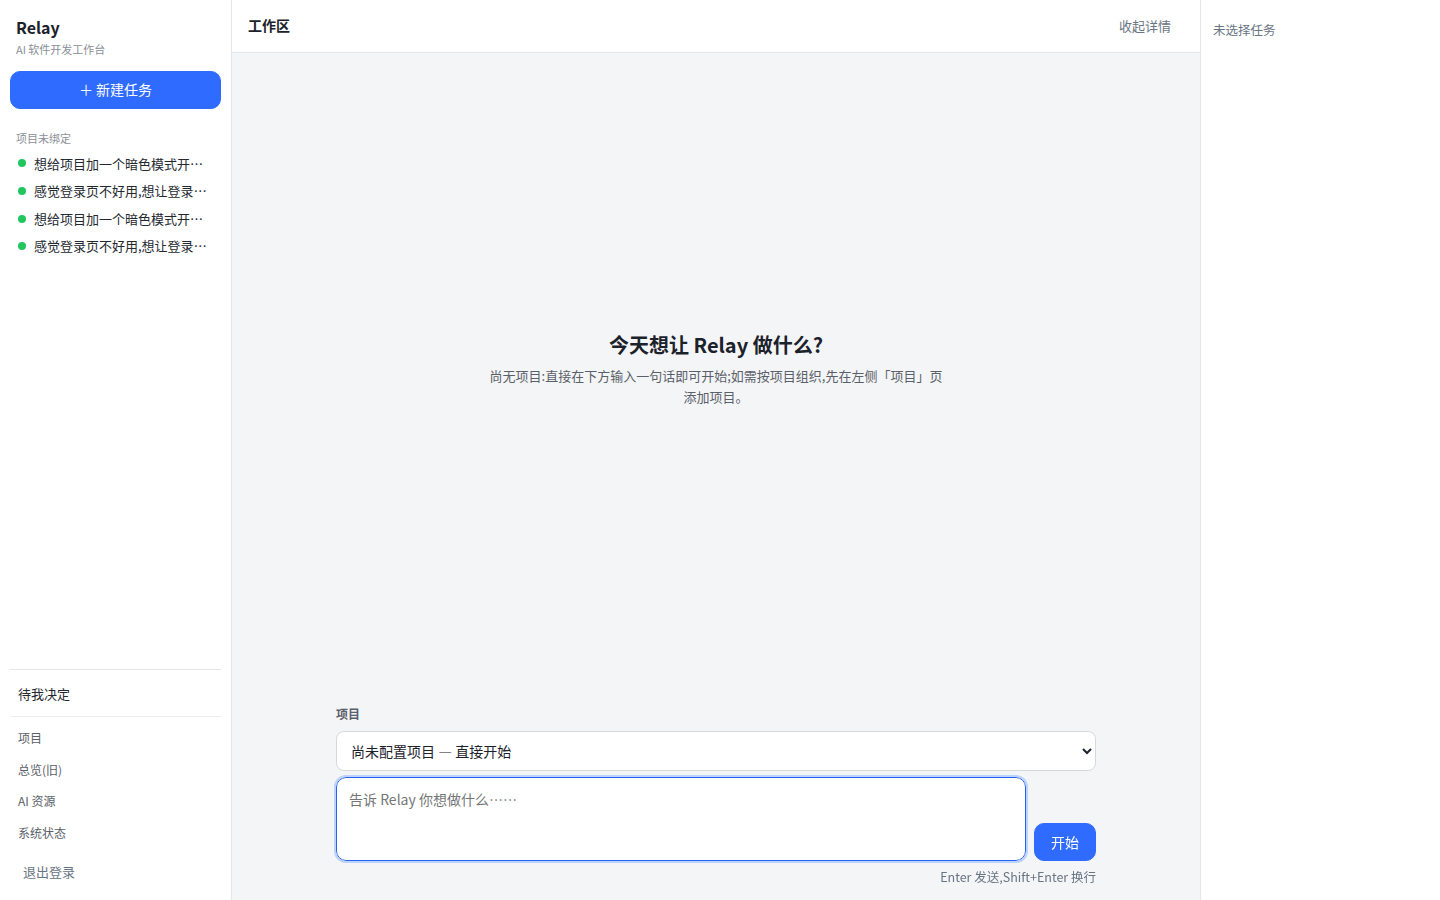 Relay
AI 软件开发工作台
＋ 新建任务
项目未绑定
想给项目加一个暗色模式开…
感觉登录页不好用,想让登录…
想给项目加一个暗色模式开…
感觉登录页不好用,想让登录…
待我决定
项目
总览(旧)
AI 资源
系统状态
退出登录
工作区
收起详情
今天想让 Relay 做什么?
尚无项目:直接在下方输入一句话即可开始;如需按项目组织,先在左侧「项目」页
添加项目。
项目
尚未配置项目 — 直接开始
告诉 Relay 你想做什么……
开始
Enter 发送,Shift+Enter 换行
未选择任务